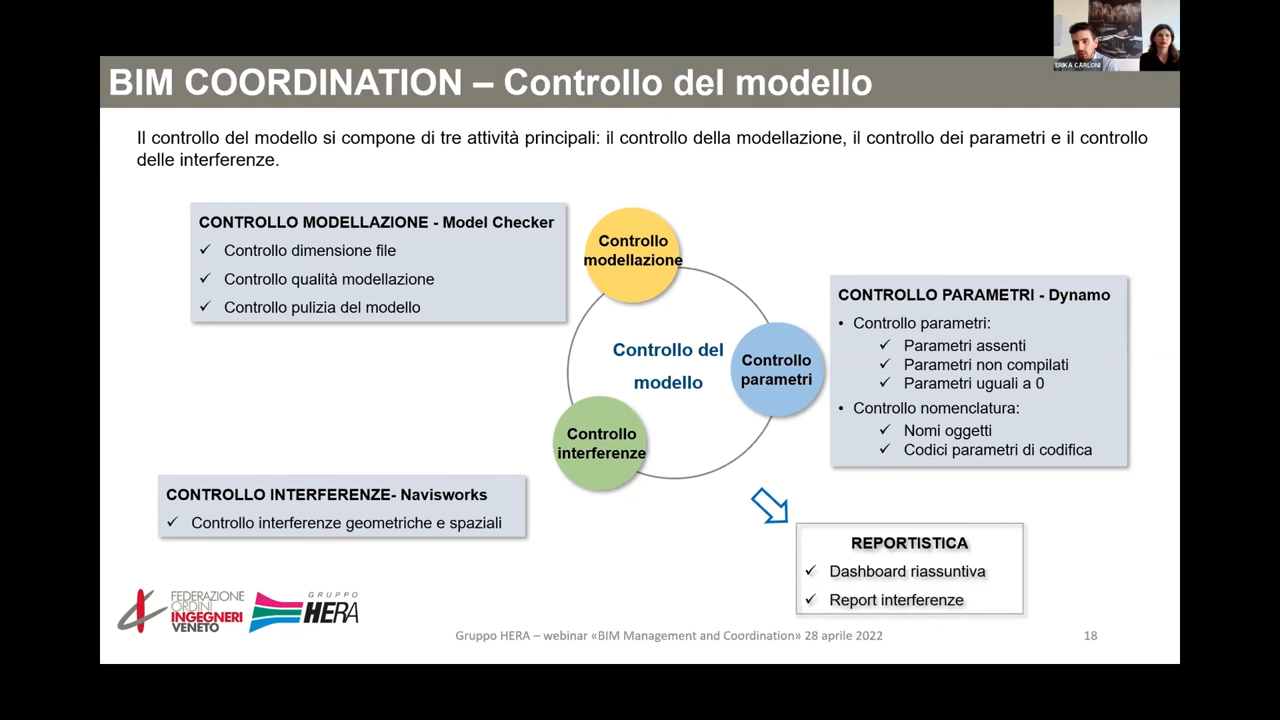 ERIKA CARLONI
BIM COORDINATION – Controllo del modello
Il controllo del modello si compone di tre attività principali: il controllo della modellazione, il controllo dei parametri e il controllo
delle interferenze.
CONTROLLO MODELLAZIONE - Model Checker
✓ Controllo dimensione file
✓ Controllo qualità modellazione
✓ Controllo pulizia del modello
Controllo
modellazione
Controllo del
modello
Controllo
parametri
Controllo
interferenze
CONTROLLO PARAMETRI - Dynamo
• Controllo parametri:
✓ Parametri assenti
✓ Parametri non compilati
✓ Parametri uguali a 0
• Controllo nomenclatura:
✓ Nomi oggetti
✓ Codici parametri di codifica
CONTROLLO INTERFERENZE- Navisworks
✓ Controllo interferenze geometriche e spaziali
REPORTISTICA
✓ Dashboard riassuntiva
✓ Report interferenze
FEDERAZIONE
ORDINI
INGEGNERI
VENETO
GRUPPO
HERA
Gruppo HERA – webinar «BIM Management and Coordination» 28 aprile 2022
18